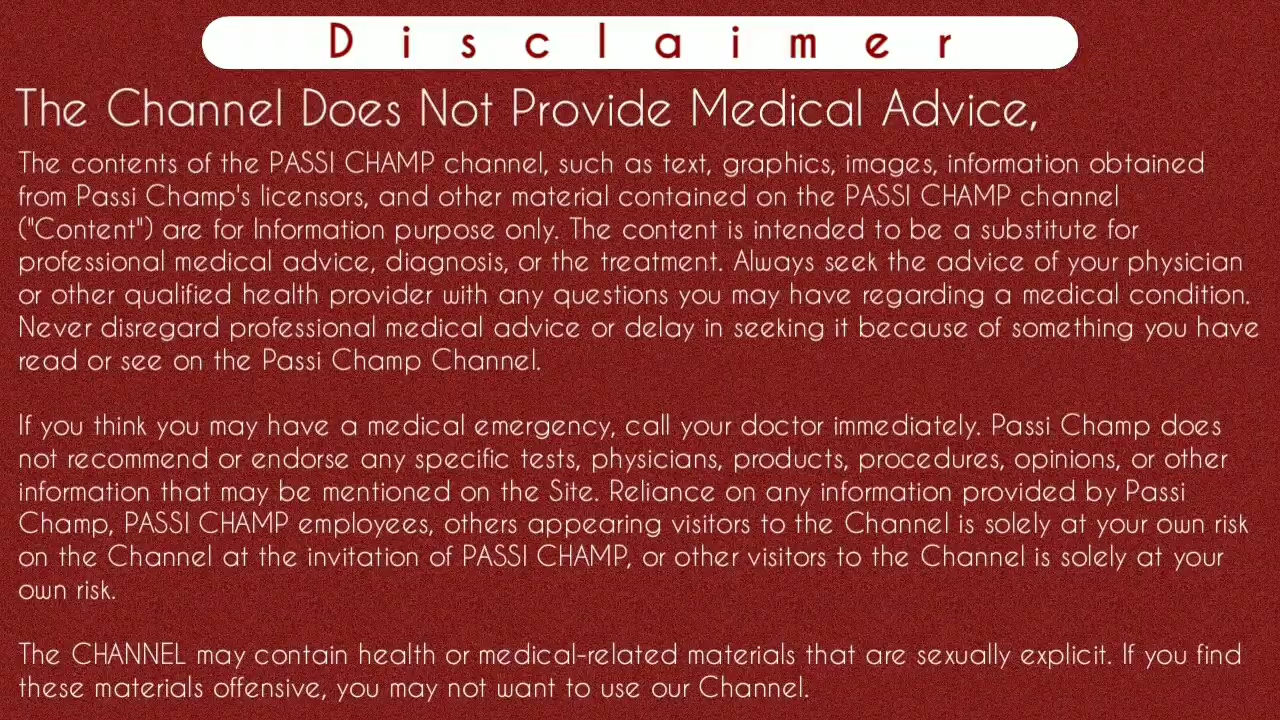 Disclaimer
The Channel Does Not Provide Medical Advice,
The contents of the PASSI CHAMP channel, such as text, graphics, images, information obtained
from Passi Champ's licensors, and other material contained on the PASSI CHAMP channel
("Content") are for Information purpose only. The content is intended to be a substitute for
professional medical advice, diagnosis, or the treatment. Always seek the advice of your physician
or other qualified health provider with any questions you may have regarding a medical condition.
Never disregard professional medical advice or delay in seeking it because of something you have
read or see on the Passi Champ Channel.
If you think you may have a medical emergency, call your doctor immediately. Passi Champ does
not recommend or endorse any specific tests, physicians, products, procedures, opinions, or other
information that may be mentioned on the Site. Reliance on any information provided by Passi
Champ, PASSI CHAMP employees, others appearing visitors to the Channel is solely at your own risk
on the Channel at the invitation of PASSI CHAMP, or other visitors to the Channel is solely at your
own risk.
The CHANNEL may contain health or medical-related materials that are sexually explicit. If you find
these materials offensive, you may not want to use our Channel.